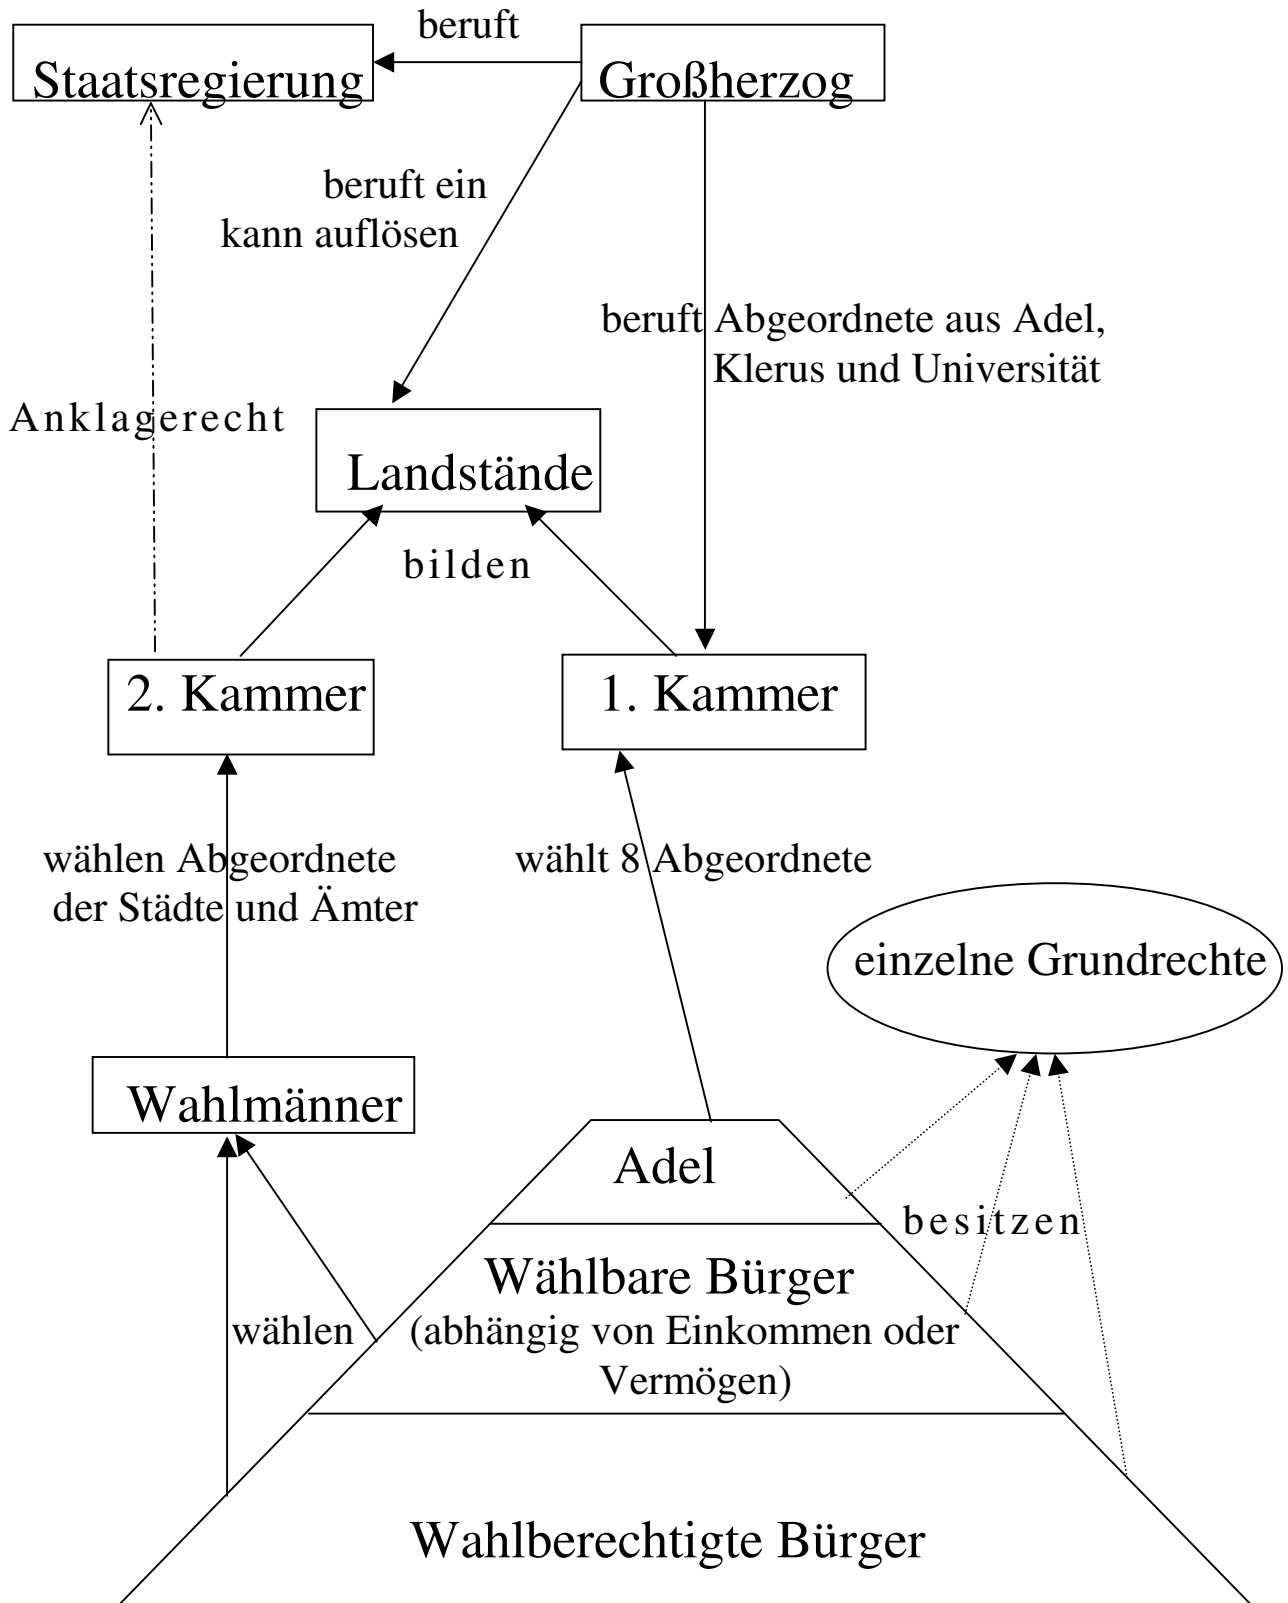 beruft
Staatsregierung
Großherzog
beruft ein
kann auflösen
beruft Abgeordnete aus Adel,
Klerus und Universität
Anklagerecht
Landstände
bilden
2. Kammer
1. Kammer
wählen Abgeordnete
der Städte und Ämter
wählt 8 Abgeordnete
einzelne Grundrechte
Wahlmänner
Adel
besitzen
Wählbare Bürger
wählen
(abhängig von Einkommen oder
Vermögen)
Wahlberechtigte Bürger